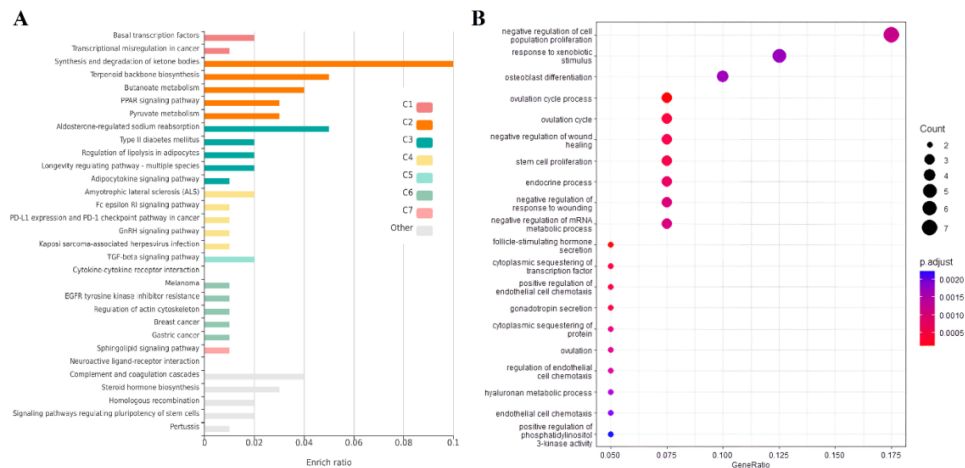 A
Basal transcription factors
Transcriptional misregulation in cancer
Synthesis and degradation of ketone bodies
Terponoid backbone biosynthesis
Butanoate metabolism
PPAR signaling pathway
Pyruvate metabolism
Aldosterone-regulated sodium reabsorption
Type II diabetes mellitus
Regulation of lipolysis in adipocytes
Longevity regulating pathway - multiple species
Adipocytokine signaling pathway
Amyotrophic lateral sclerosis (ALS)
Fc epsilon RI signaling pathway
PD-L1 expression and PD-1 checkpoint pathway in cancer
GnRH signaling pathway
Kaposi sarcoma-associated herpesvirus infection
TGF-beta signaling pathway
Cytokine-cytokine receptor interaction
Melanoma
EGFR tyrosine kinase inhibitor resistance
Regulation of actin cytoskeleton
Breast cancer
Gastric cancer
Sphingolipid signaling pathway
Neuroactive ligand-receptor interaction
Complement and coagulation cascades
Steroid hormone biosynthesis
Homologous recombination
Signaling pathways regulating pluripotency of stem cells
Pertussis
0 0.02 0.04 0.06 0.08 0.1
Enrich ratio
C1
C2
C3
C4
C5
C6
C7
Other
B
negative regulation of cell
population proliferation
response to xenobiotic
stimulus
osteoblast differentiation
ovulation cycle process
ovulation cycle
negative regulation of wound
healing
stem cell proliferation
endocrine process
negative regulation of
response to wounding
negative regulation of mRNA
metabolic process
follicle-stimulating hormone
secretion
cytoplasmic sequestering of
transcription factor
positive regulation of
endothelial cell chemotaxis
gonadotropin secretion
cytoplasmic sequestering of
protein
ovulation
regulation of endothelial
cell chemotaxis
hyaluronan metabolic process
endothelial cell chemotaxis
positive regulation of
phosphatidylinositol
3-kinase activity
0.050 0.075 0.100 0.125 0.150 0.175
GeneRatio
Count
2
3
4
5
6
7
p.adjust
0.0020
0.0015
0.0010
0.0005